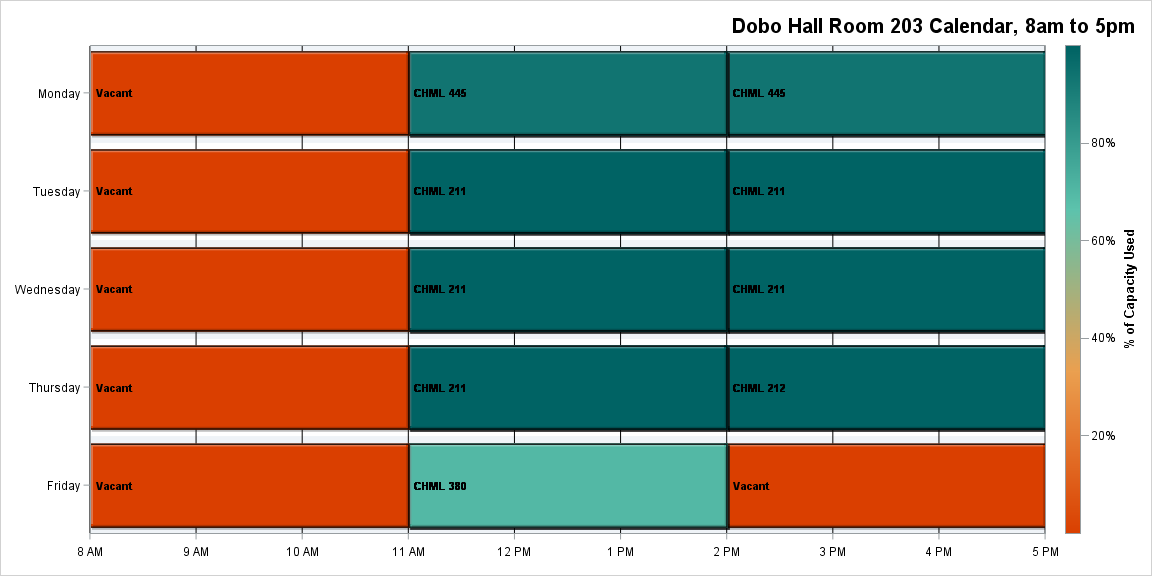 Dobo Hall Room 203 Calendar, 8am to 5pm
Monday
Vacant
CHML 445
CHML 445
Tuesday
Vacant
CHML 211
CHML 211
Wednesday
Vacant
CHML 211
CHML 211
Thursday
Vacant
CHML 211
CHML 212
Friday
Vacant
CHML 380
Vacant
8 AM
9 AM
10 AM
11 AM
12 PM
1 PM
2 PM
3 PM
4 PM
5 PM
80%
60%
40%
20%
% of Capacity Used